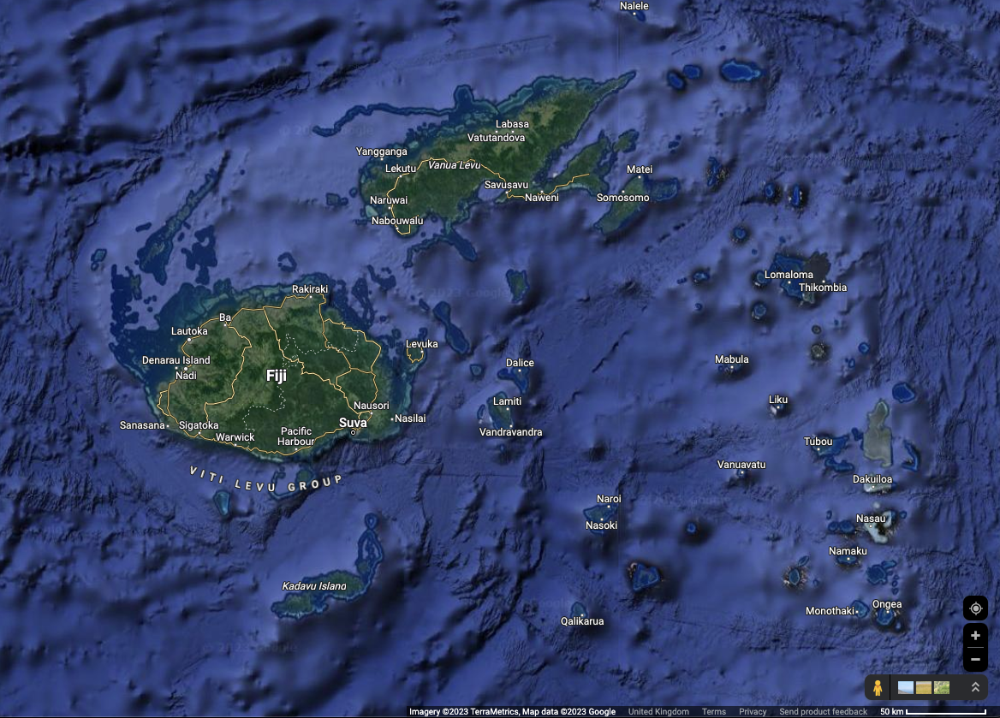 Nalele
Labasa
Vatutandova
Yangganga
Lekutu
Vanua Levu
Matei
Savusavu
Naweni
Somosomo
Naruwai
Nabouwalu
Lomaloma
Thikombia
Rakiraki
Ba
Lautoka
Levuka
Denarau Island
Nadi
Fiji
Dalice
Mabula
Lamiti
Liku
Nausori
Nasilai
Sanasana
Sigatoka
Suva
Warwick
Pacific
Harbour
Vandravandra
Tubou
Vanuavatu
VITI LEVU GROUP
Dakuiloa
Naroi
Nasoki
Nasau
Namaku
Kadavu Island
Qalikarua
Monothaki
Ongea
Imagery ©2023 TerraMetrics, Map data ©2023 Google United Kingdom Terms Privacy Send product feedback 50 km